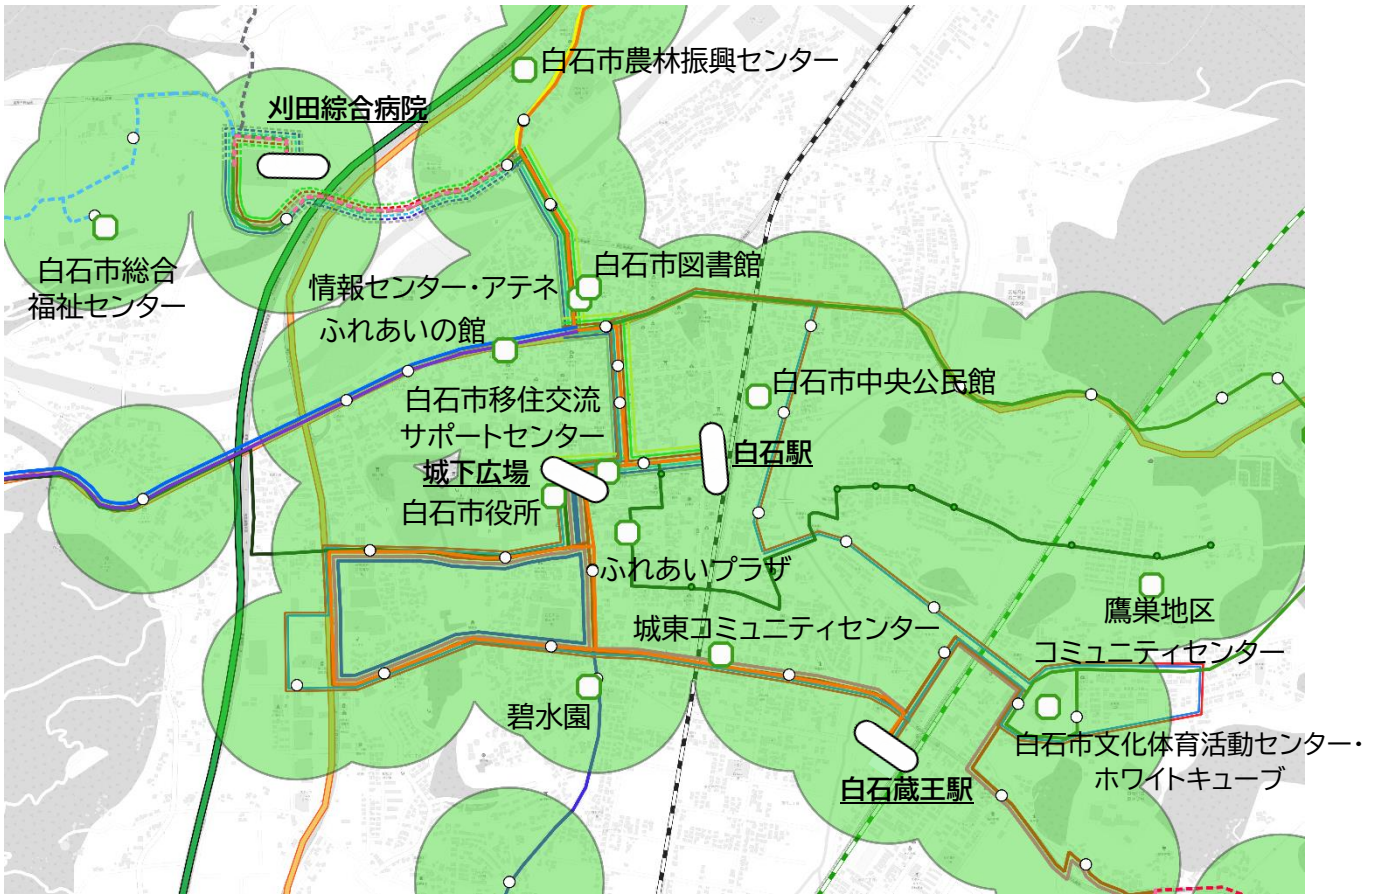 白石市農林振興センター
刈田綜合病院
白石市総合
福祉センター
白石市図書館
情報センター・アテネ
ふれあいの館
白石市移住交流
サポートセンター
白石市中央公民館
白石駅
城下広場
白石市役所
ふれあいプラザ
鷹巣地区
コミュニティセンター
城東コミュニティセンター
碧水園
白石市文化体育活動センター・
ホワイトキューブ
白石蔵王駅